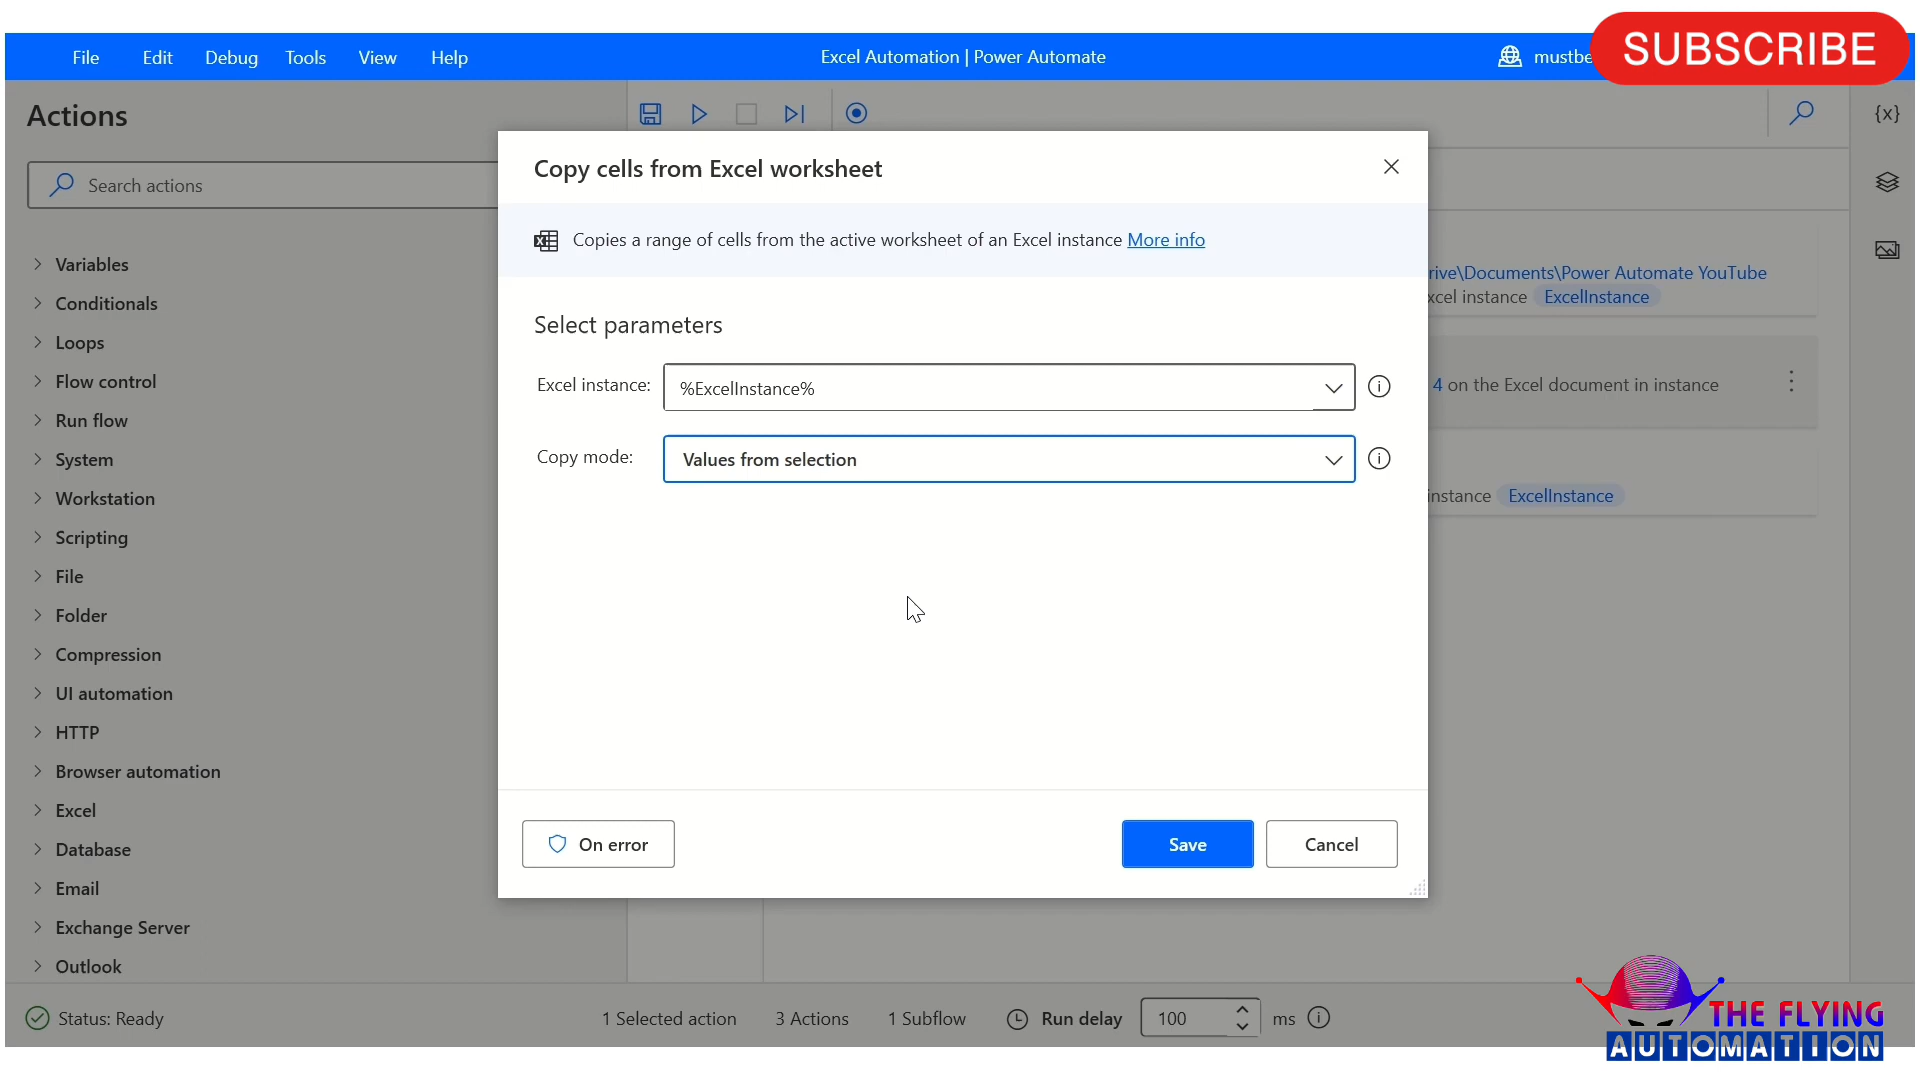 File Edit Debug Tools View Help
Excel Automation | Power Automate
SUBSCRIBE
Actions
Search actions
{x}
Variables
Conditionals
Loops
Flow control
Run flow
System
Workstation
Scripting
File
Folder
Compression
UI automation
HTTP
Browser automation
Excel
Database
Email
Exchange Server
Outlook
Copy cells from Excel worksheet
Copies a range of cells from the active worksheet of an Excel instance More info
Select parameters
Excel instance: %ExcelInstance%
Copy mode: Values from selection
On error
Save
Cancel
\Documents\Power Automate YouTube
instance ExcelInstance
4 on the Excel document in instance
instance ExcelInstance
Status: Ready
1 Selected action 3 Actions 1 Subflow Run delay 100 ms
THE FLYING
AUTOMATION